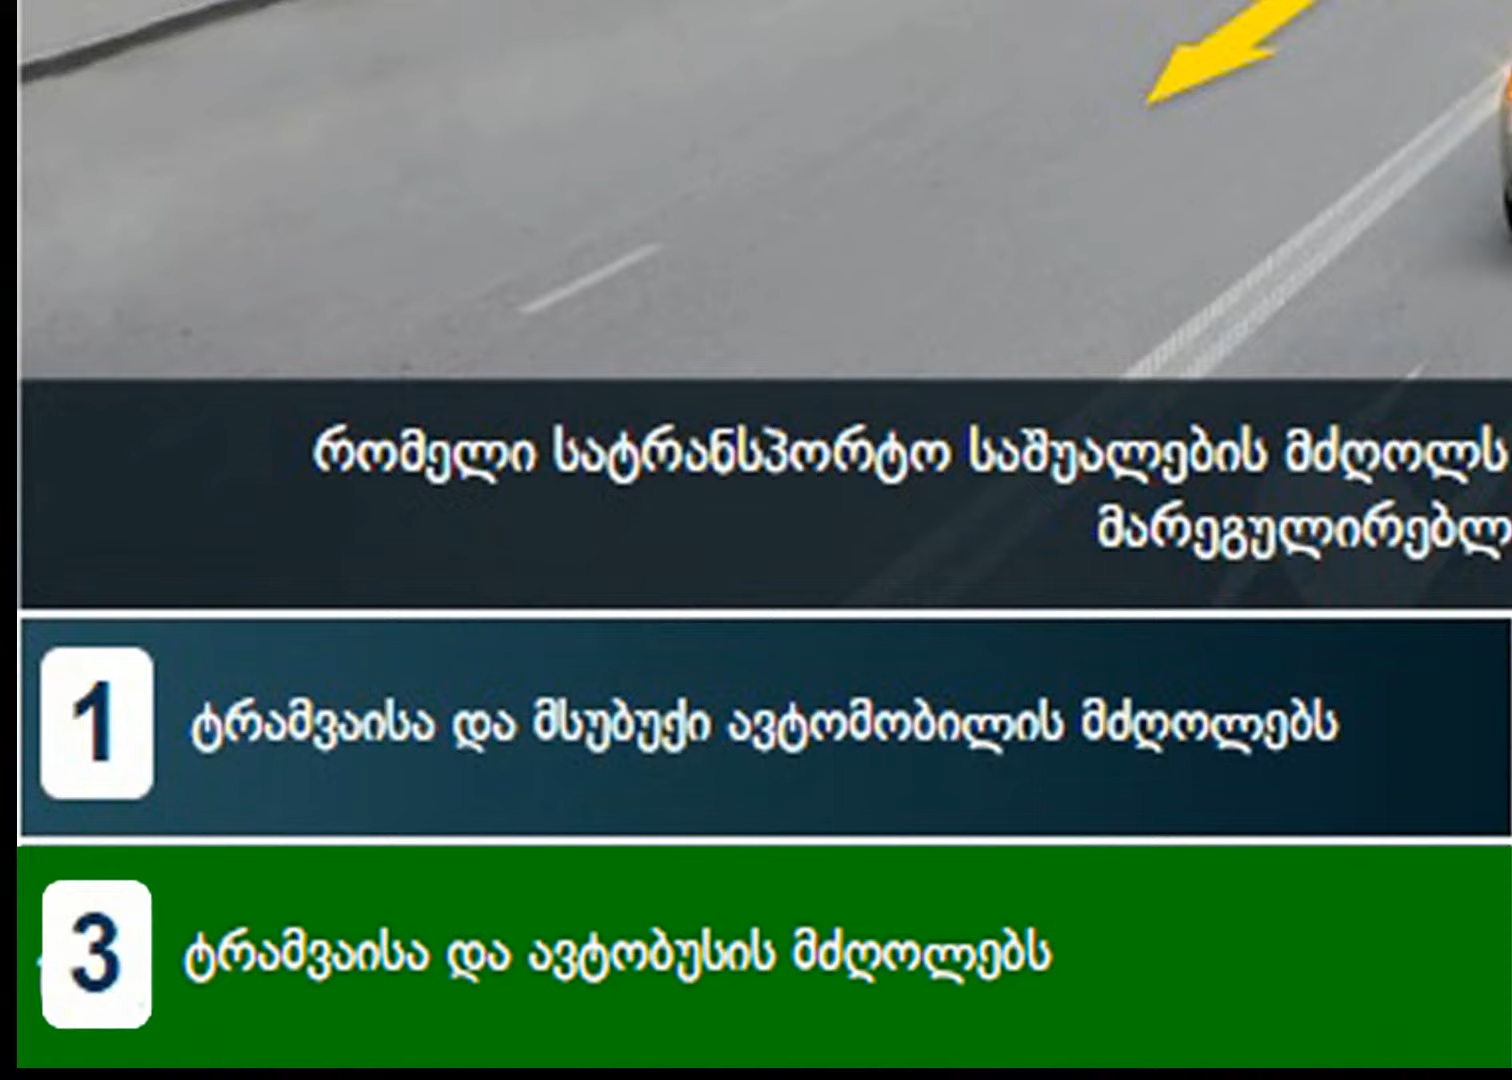 რომელი სატრანსპორტო საშუალების მძღოლს
მარეგულირებლ
1 ტრამვაისა და მსუბუქი ავტომობილის მძღოლებს
3 ტრამვაისა და ავტობუსის მძღოლებს